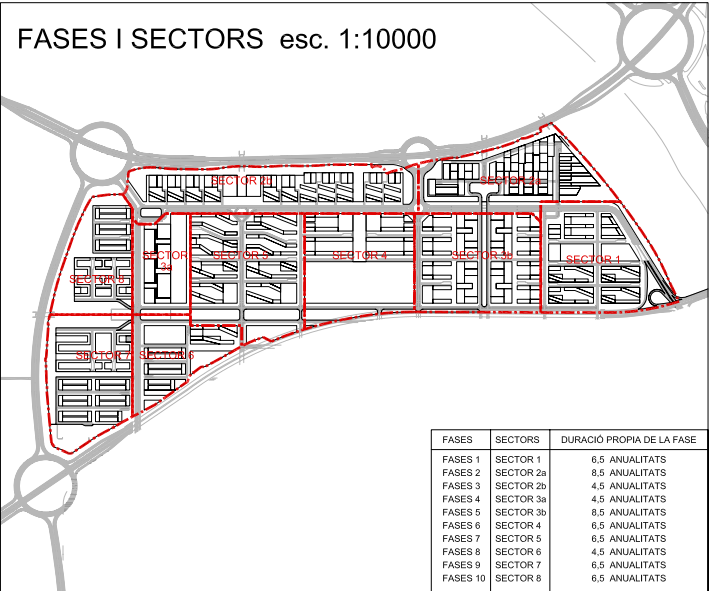 FASES I SECTORS esc. 1:10000
SECTOR 2b
SECTOR 2a
SECTOR
3a
SECTOR 5
SECTOR 4
SECTOR 3b
SECTOR 1
SECTOR 8
SECTOR 7
SECTOR 6
FASES SECTORS DURACIÓ PROPIA DE LA FASE
FASES 1 SECTOR 1 6,5 ANUALITATS
FASES 2 SECTOR 2a 8,5 ANUALITATS
FASES 3 SECTOR 2b 4,5 ANUALITATS
FASES 4 SECTOR 3a 4,5 ANUALITATS
FASES 5 SECTOR 3b 8,5 ANUALITATS
FASES 6 SECTOR 4 6,5 ANUALITATS
FASES 7 SECTOR 5 6,5 ANUALITATS
FASES 8 SECTOR 6 4,5 ANUALITATS
FASES 9 SECTOR 7 6,5 ANUALITATS
FASES 10 SECTOR 8 6,5 ANUALITATS